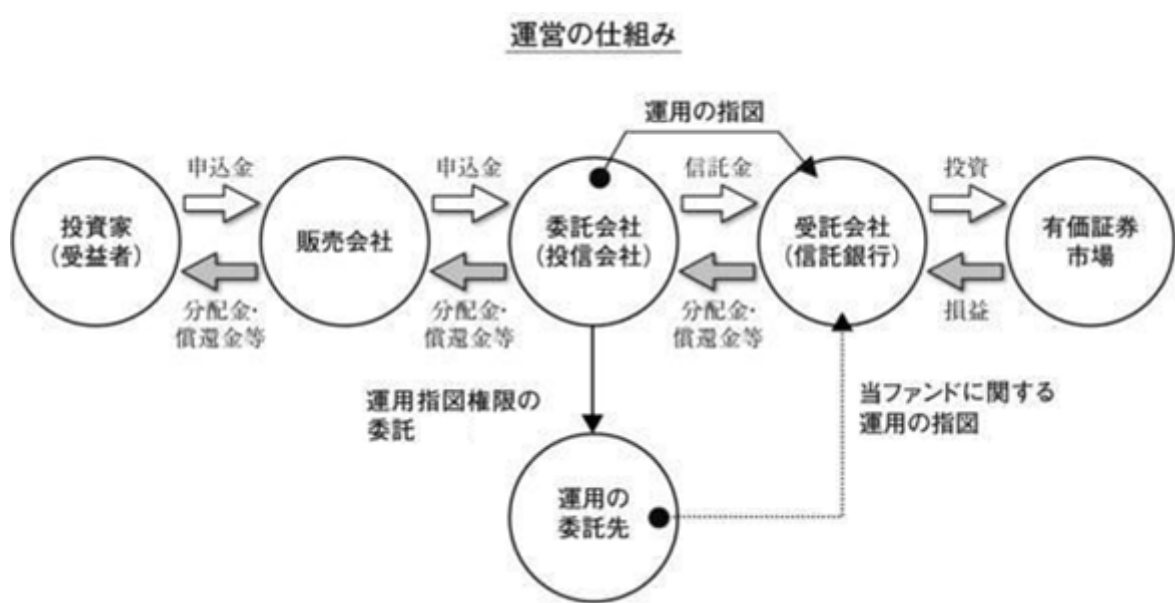 運営の仕組み
運用の指図
申込金
申込金
信託金
投資
投資家
（受益者）
販売会社
委託会社
（投信会社）
受託会社
（信託銀行）
有価証券
市場
分配金・
償還金等
分配金・
償還金等
分配金・
償還金等
損益
運用指図権限の
委託
当ファンドに関する
運用の指図
運用の
委託先